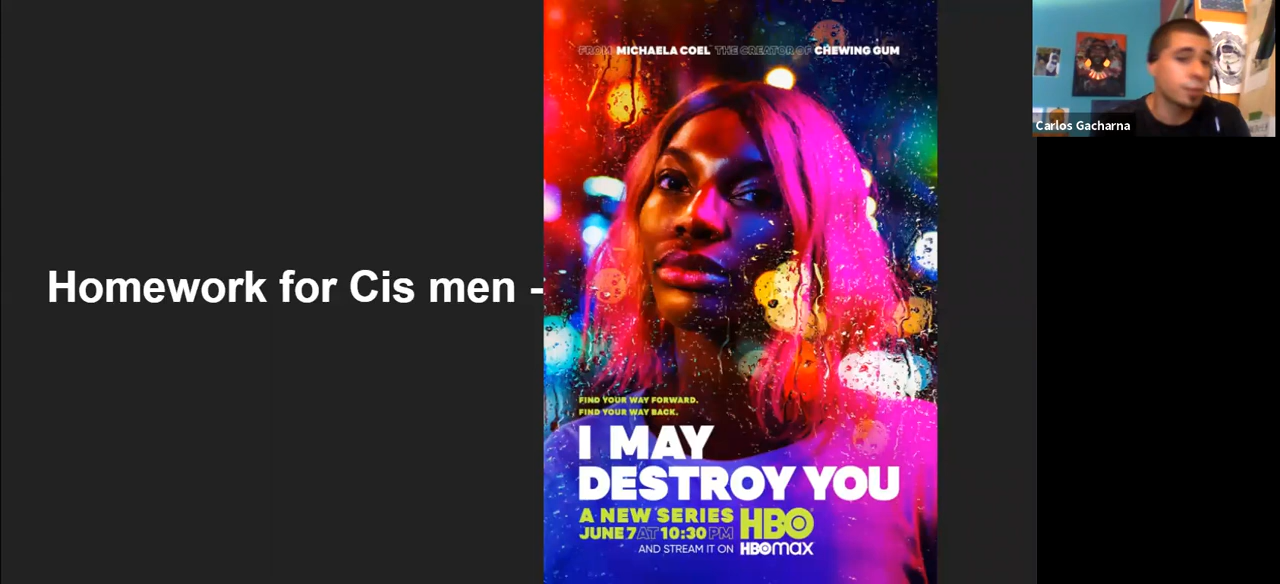 FROM MICHAELA COEL THE CREATOR OF CHEWING GUM
Carlos Gacharna
Homework for Cis men -
FIND YOUR WAY FORWARD.
FIND YOUR WAY BACK.
I MAY
DESTROY YOU
A NEW SERIES HBO
JUNE 7 AT 10:30 PM
AND STREAM IT ON HBOmax